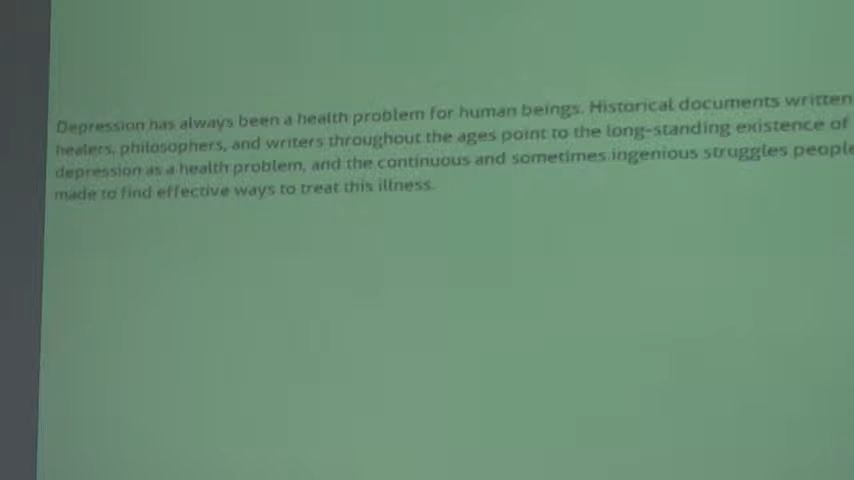 Depression has always been a health problem for human beings. Historical documents written
healers, philosophers, and writers throughout the ages point to the long-standing existence of
depression as a health problem, and the continuous and sometimes ingenious struggles people
made to find effective ways to treat this illness.